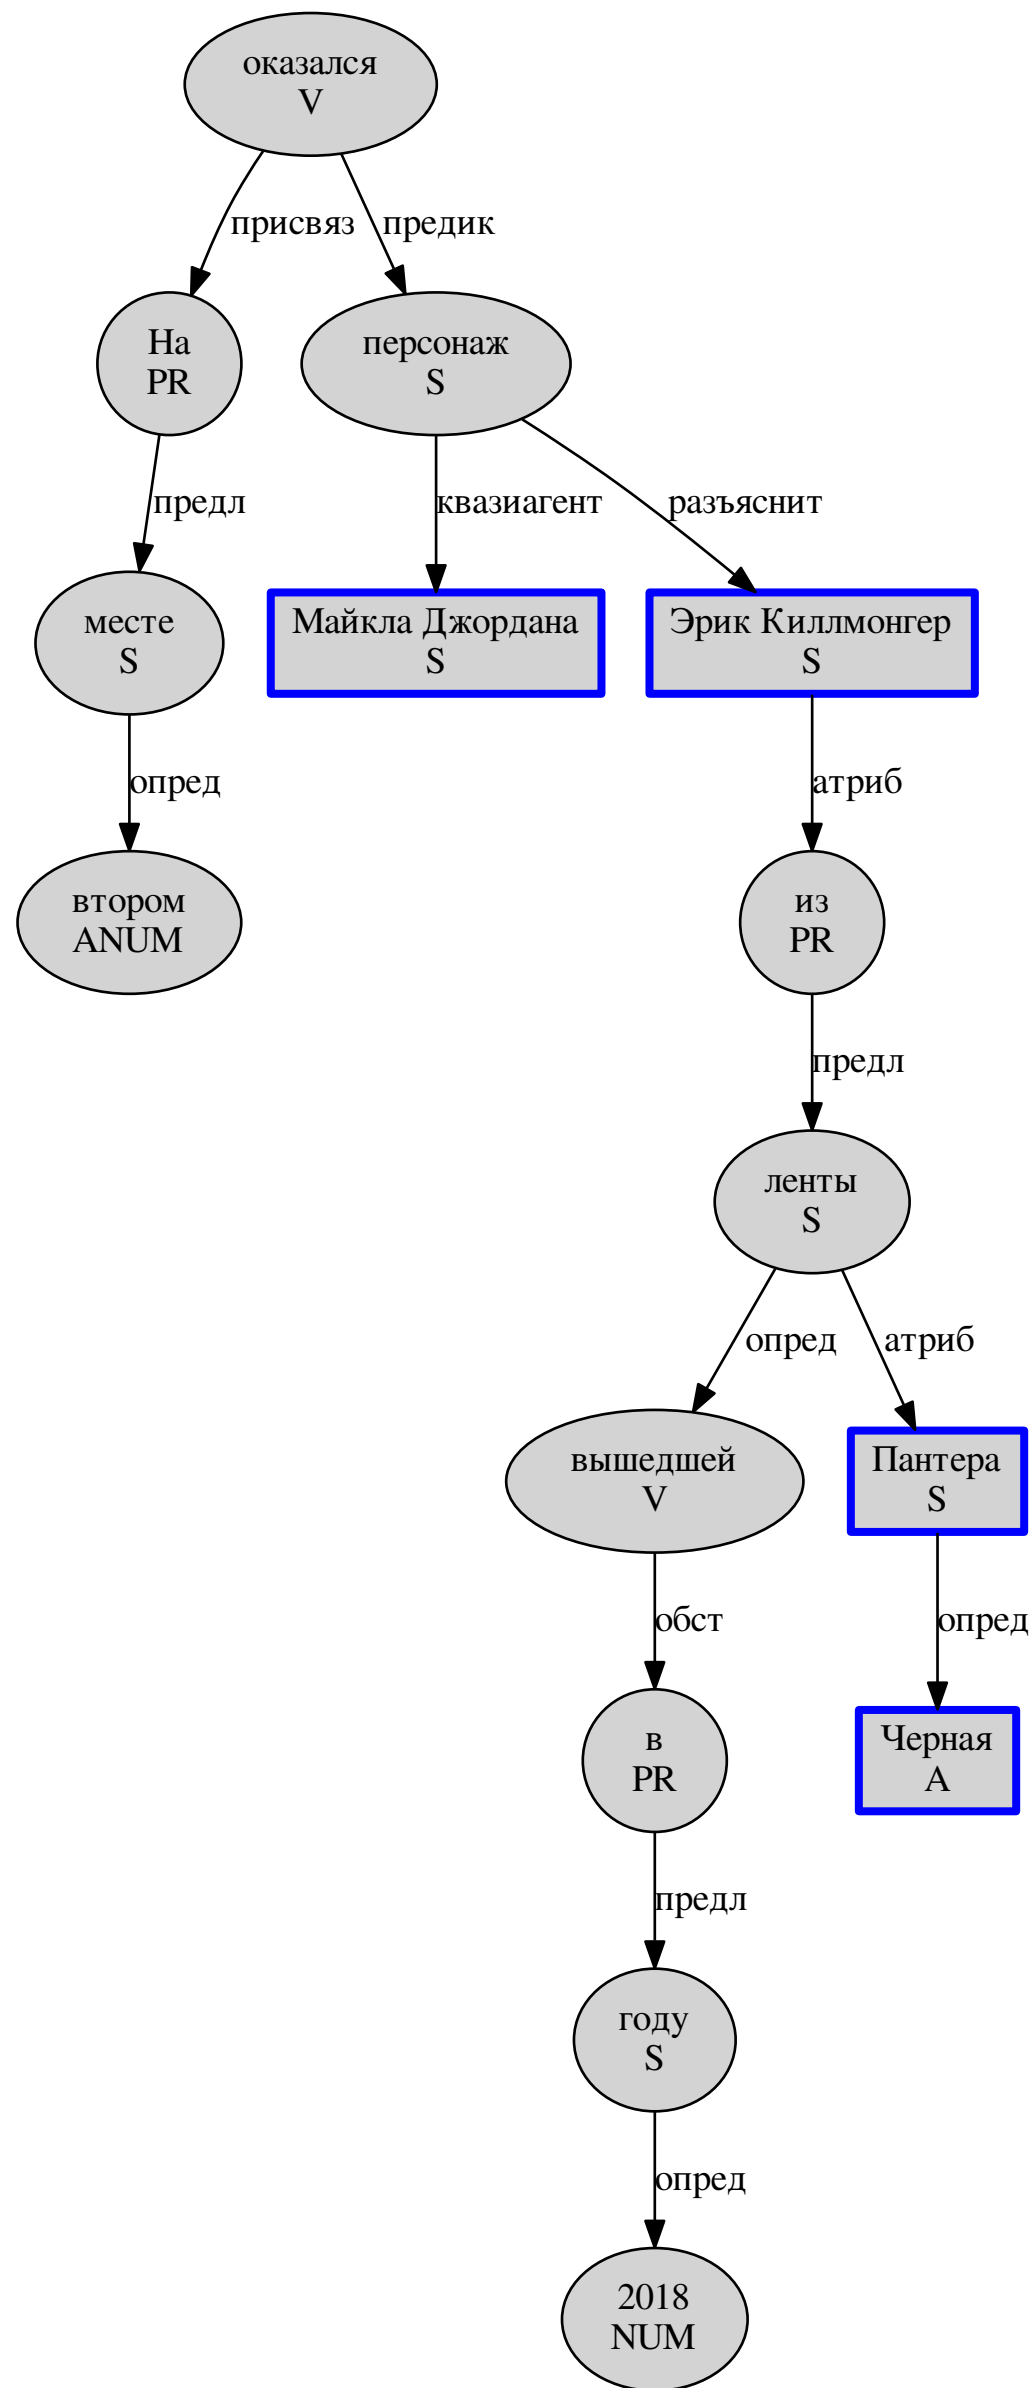 оказался
V
присвяз
предик
На
PR
персонаж
S
предл
квазиагент
разъяснит
месте
S
Майкла Джордана
S
Эрик Киллмонгер
S
опред
атриб
втором
ANUM
из
PR
предл
ленты
S
опред
атриб
вышедшей
V
Пантера
S
обст
опред
в
PR
Черная
A
предл
году
S
опред
2018
NUM